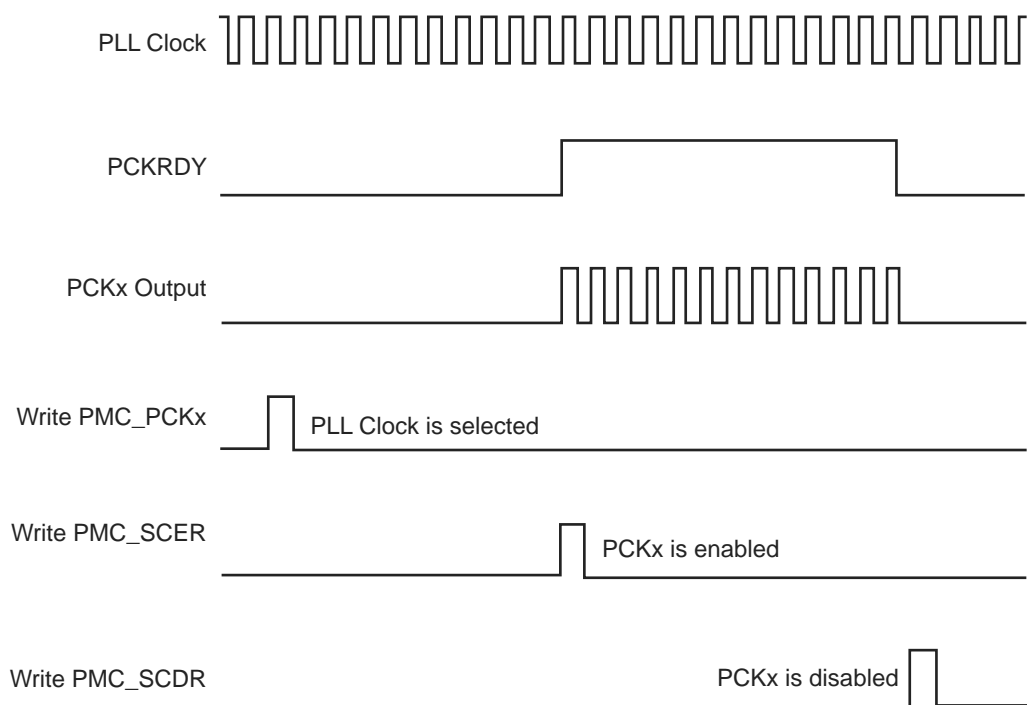 PLL Clock
PCKRDY
PCKx Output
Write PMC_PCKx
PLL Clock is selected
Write PMC_SCER
PCKx is enabled
Write PMC_SCDR
PCKx is disabled